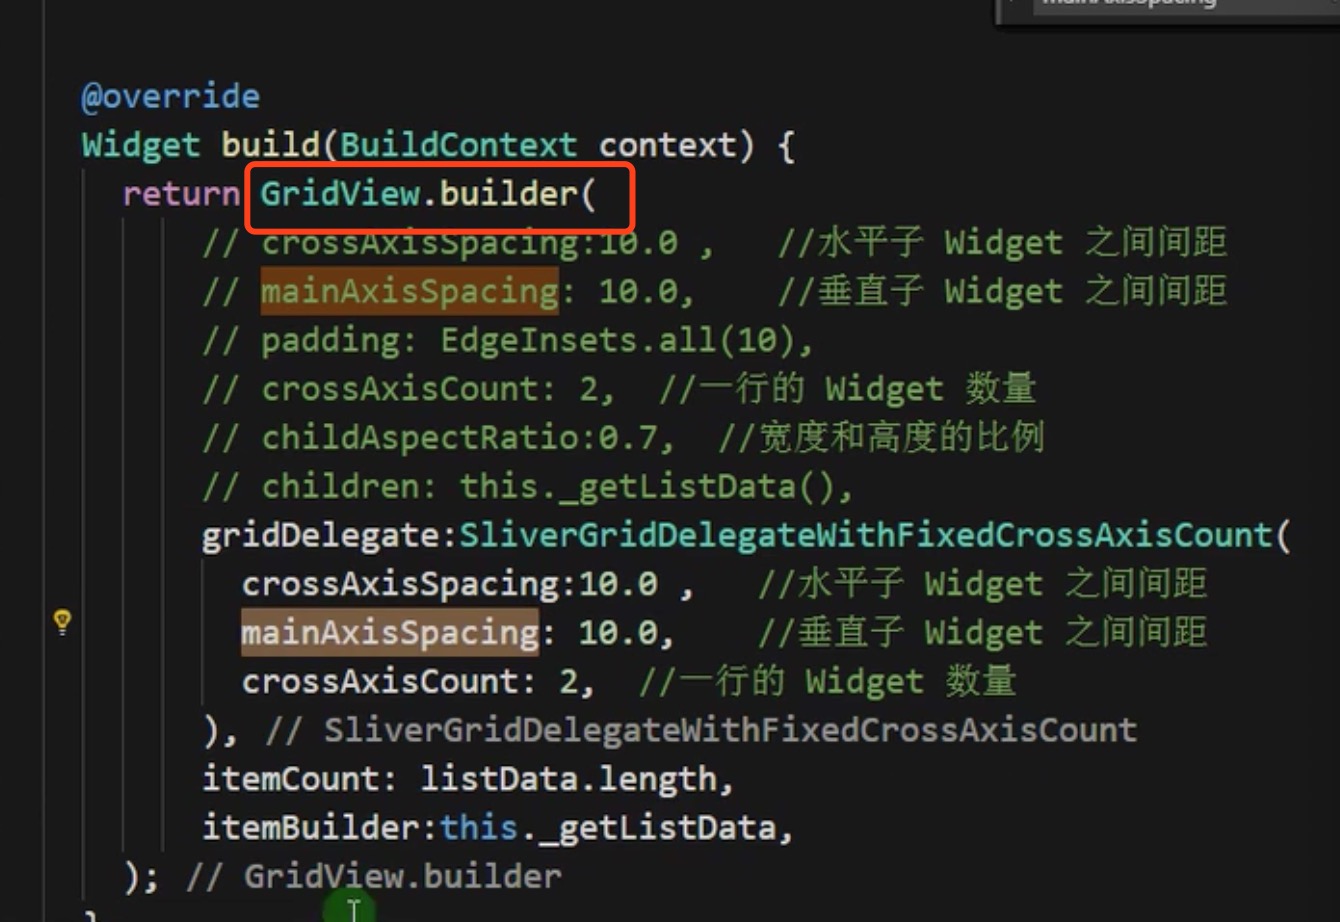 mainAxisSpacing
@override
Widget build(BuildContext context) {
return GridView.builder(
// crossAxisSpacing:10.0 , //水平子 Widget 之间间距
// mainAxisSpacing: 10.0, //垂直子 Widget 之间间距
// padding: EdgeInsets.all(10),
// crossAxisCount: 2, //一行的 Widget 数量
// childAspectRatio:0.7, //宽度和高度的比例
// children: this._getListData(),
gridDelegate:SliverGridDelegateWithFixedCrossAxisCount(
crossAxisSpacing:10.0 , //水平子 Widget 之间间距
mainAxisSpacing: 10.0, //垂直子 Widget 之间间距
crossAxisCount: 2, //一行的 Widget 数量
), // SliverGridDelegateWithFixedCrossAxisCount
itemCount: listData.length,
itemBuilder:this._getListData,
); // GridView.builder
}